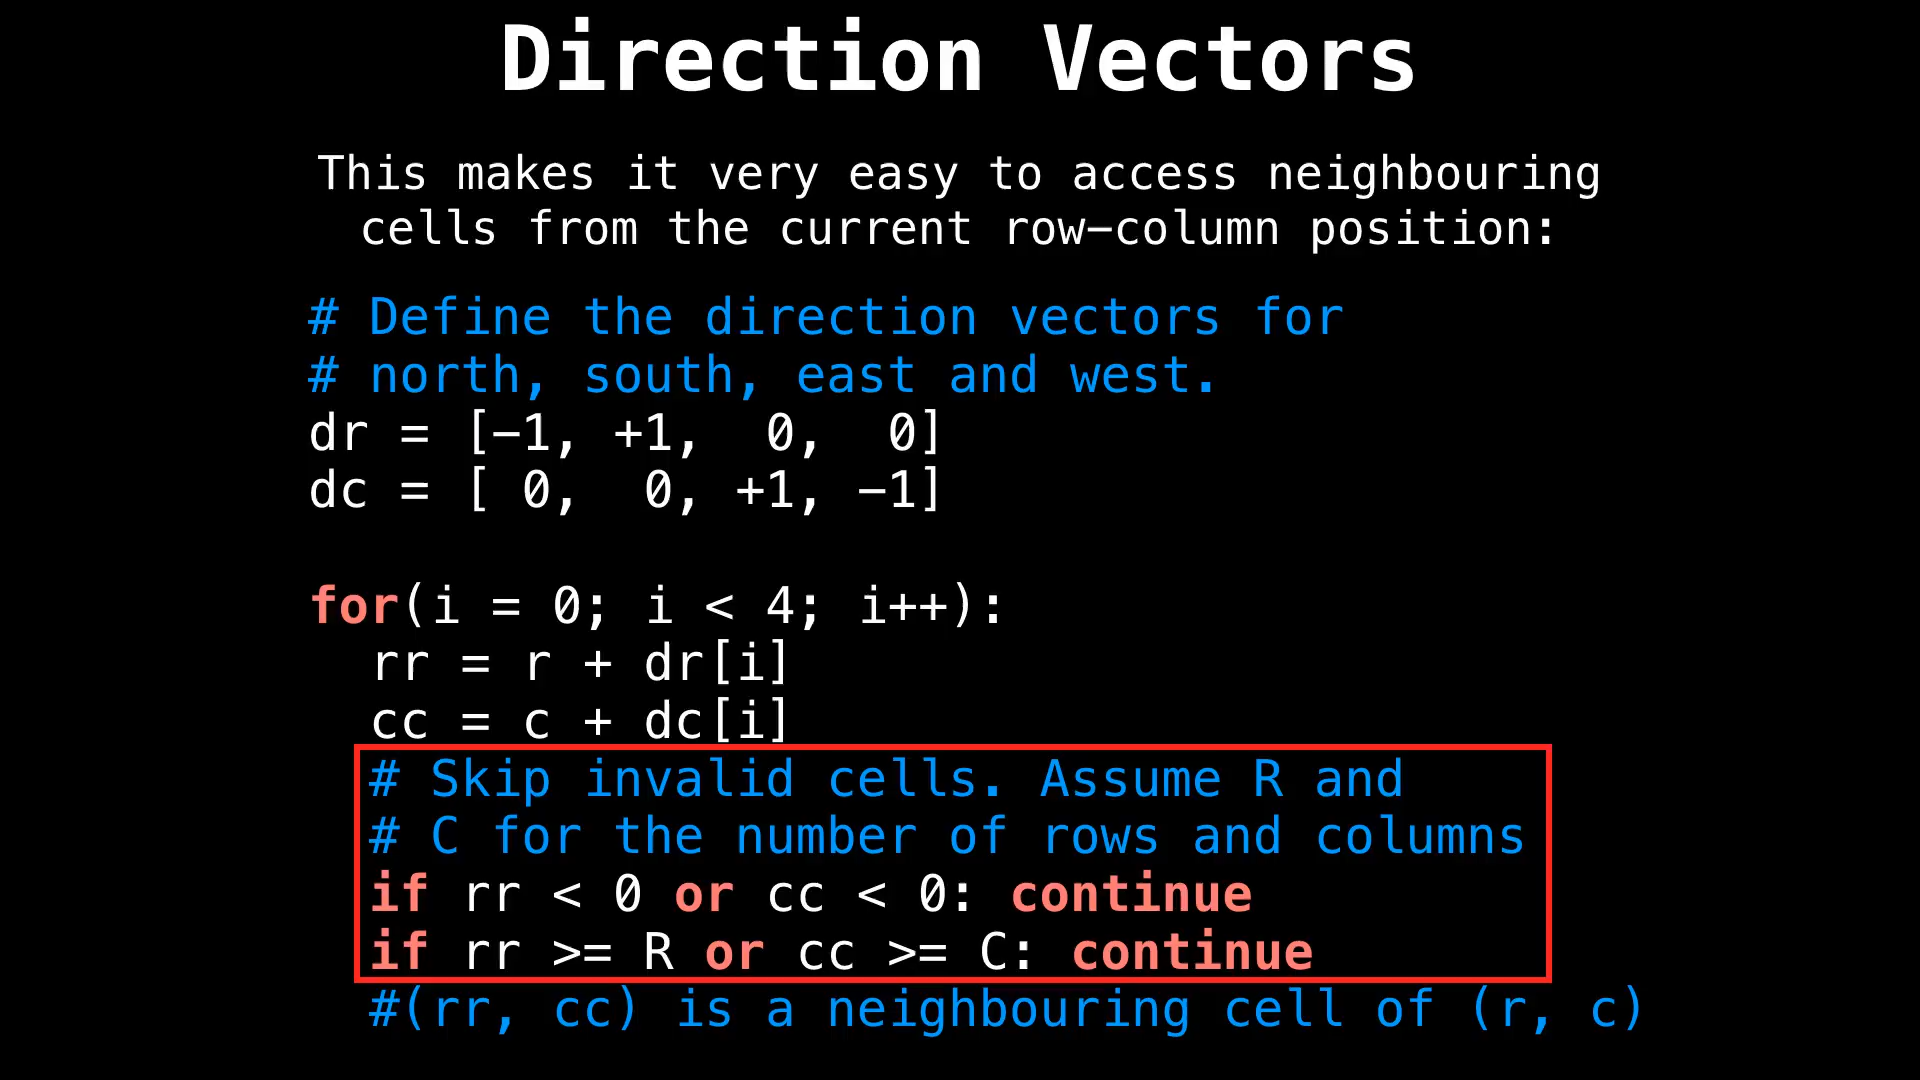 Direction Vectors
This makes it very easy to access neighbouring
cells from the current row-column position:
# Define the direction vectors for
# north, south, east and west.
dr = [-1, +1,  0,  0]
dc = [ 0,  0, +1, -1]
for(i = 0; i < 4; i++):
  rr = r + dr[i]
  cc = c + dc[i]
  # Skip invalid cells. Assume R and
  # C for the number of rows and columns
  if rr < 0 or cc < 0: continue
  if rr >= R or cc >= C: continue
  #(rr, cc) is a neighbouring cell of (r, c)